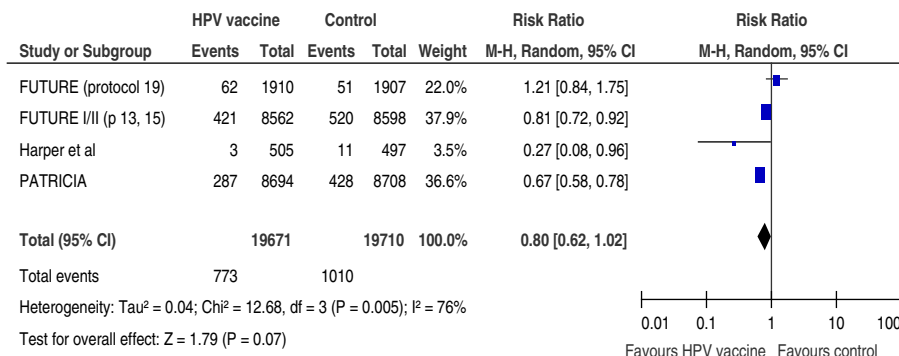 HPV vaccine Control Risk Ratio Risk Ratio
Study or Subgroup Events Total Events Total Weight M-H, Random, 95% CI M-H, Random, 95% CI
FUTURE (protocol 19) 62 1910 51 1907 22.0% 1.21 [0.84, 1.75]
FUTURE I/II (p 13, 15) 421 8562 520 8598 37.9% 0.81 [0.72, 0.92]
Harper et al 3 505 11 497 3.5% 0.27 [0.08, 0.96]
PATRICIA 287 8694 428 8708 36.6% 0.67 [0.58, 0.78]
Total (95% CI) 19671 19710 100.0% 0.80 [0.62, 1.02]
Total events 773 1010
Heterogeneity: Tau² = 0.04; Chi² = 12.68, df = 3 (P = 0.005); I² = 76%
Test for overall effect: Z = 1.79 (P = 0.07)
0.01 0.1 1 10 100
Favours HPV vaccine Favours control